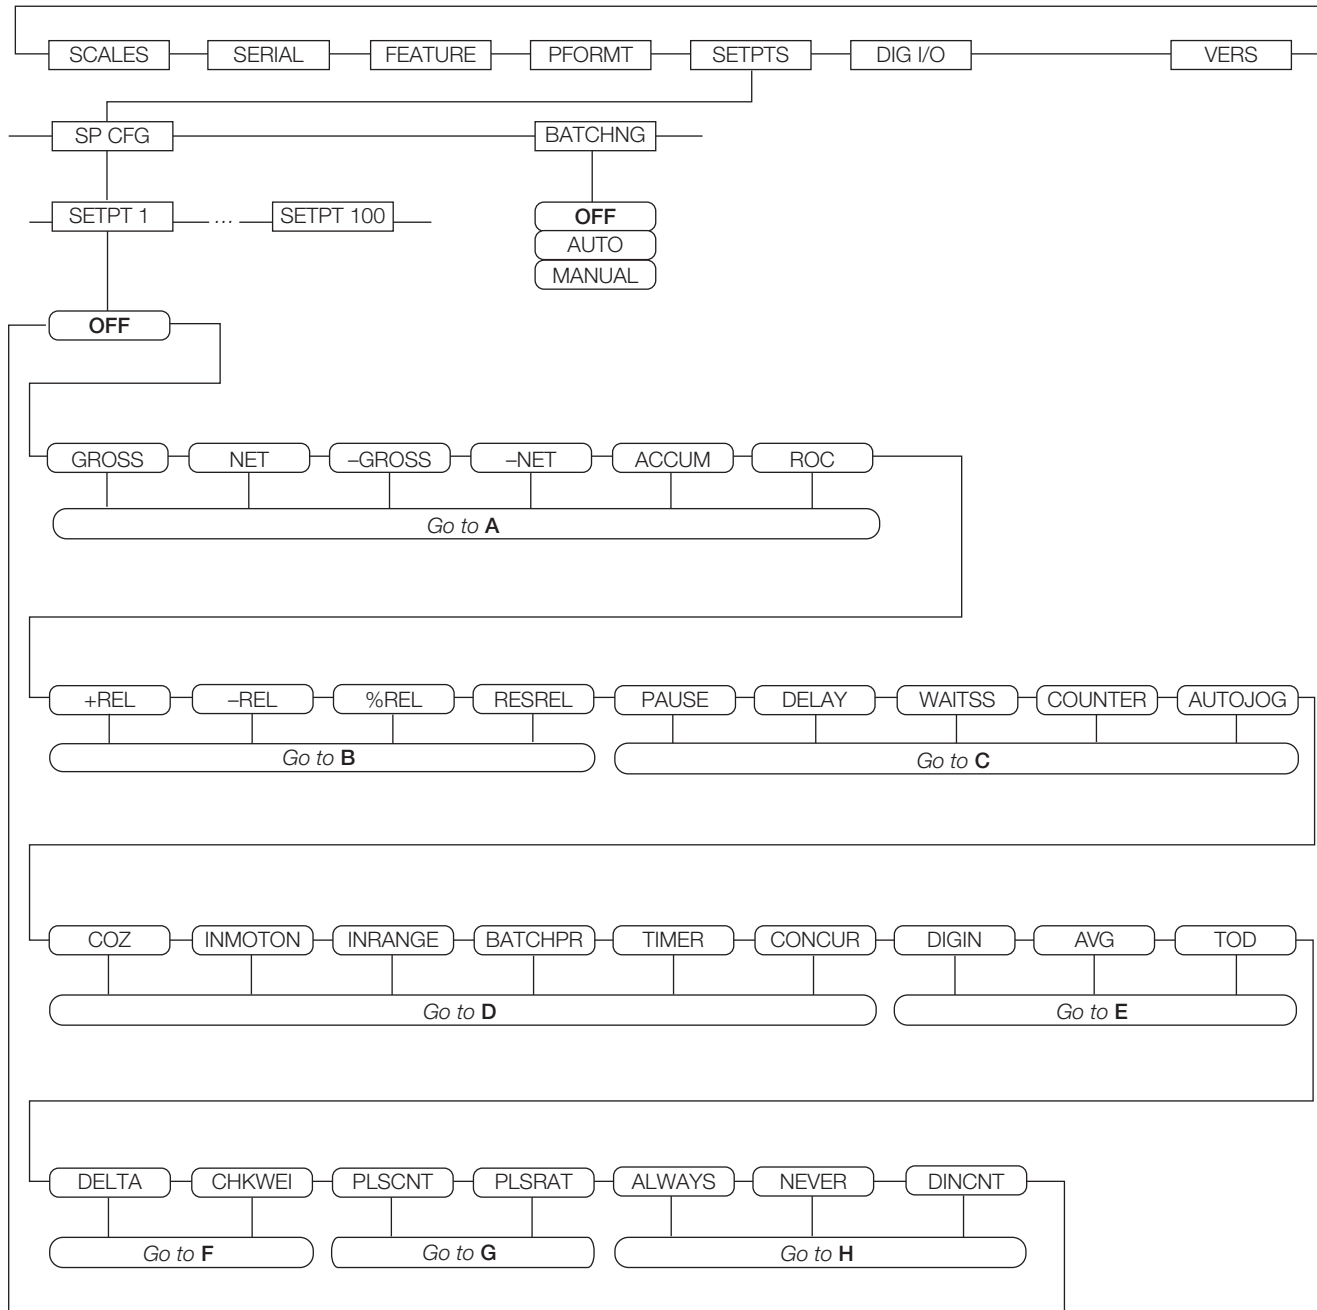 SCALES SERIAL FEATURE PFORMT SETPTS DIG I/O VERS
SP CFG BATCHNG
SETPT 1 ... SETPT 100 OFF
AUTO
MANUAL
OFF
GROSS NET –GROSS –NET ACCUM ROC
Go to A
+REL –REL %REL RESREL PAUSE DELAY WAITSS COUNTER AUTOJOG
Go to B Go to C
COZ INMOTON INRANGE BATCHPR TIMER CONCUR DIGIN AVG TOD
Go to D Go to E
DELTA CHKWEI PLSCNT PLSRAT ALWAYS NEVER DINCNT
Go to F Go to G Go to H